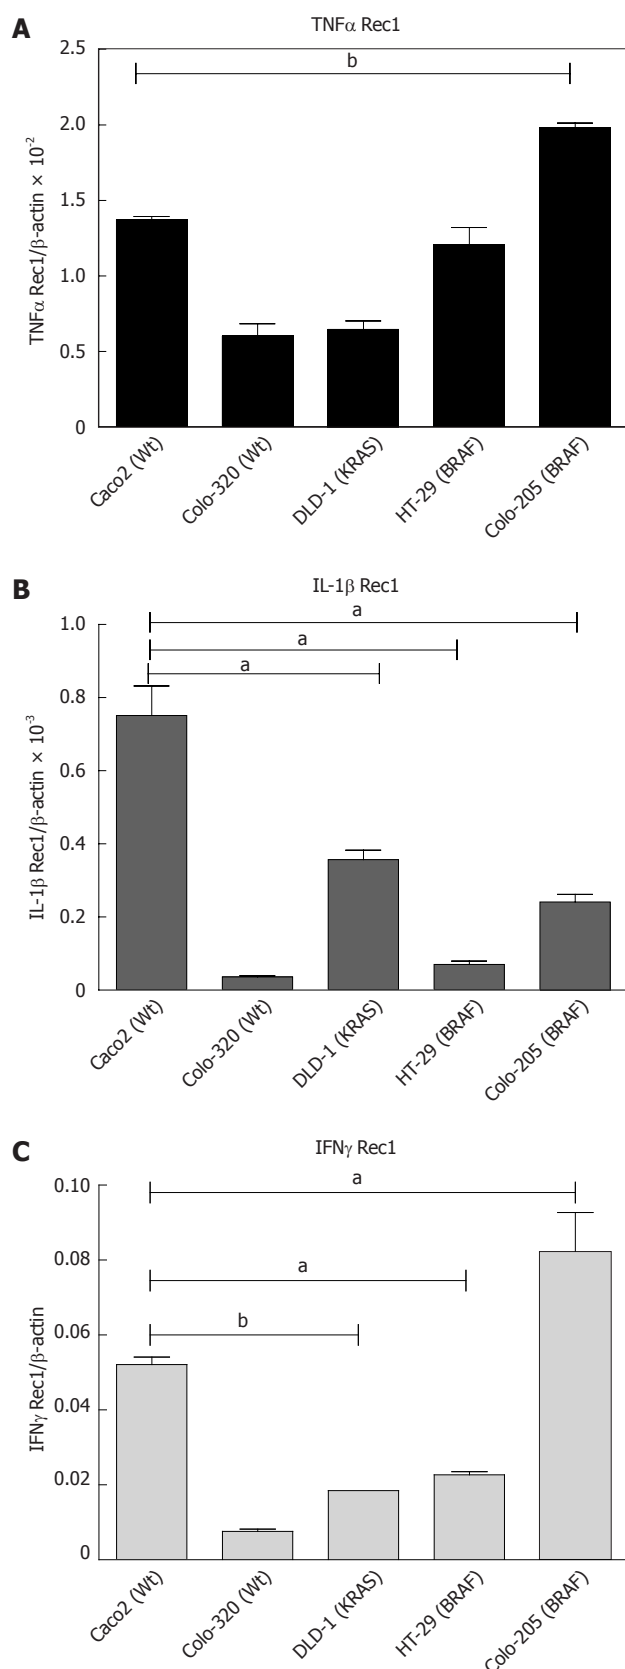 A
TNFα Rec1
TNFα Rec1/β-actin × 10⁻²
2.5
2.0
1.5
1.0
0.5
0
b
Caco2 (Wt)
Colo-320 (Wt)
DLD-1 (KRAS)
HT-29 (BRAF)
Colo-205 (BRAF)
B
IL-1β Rec1
IL-1β Rec1/β-actin × 10⁻³
1.0
0.8
0.6
0.4
0.2
0
a
a
a
Caco2 (Wt)
Colo-320 (Wt)
DLD-1 (KRAS)
HT-29 (BRAF)
Colo-205 (BRAF)
C
IFNγ Rec1
IFNγ Rec1/β-actin
0.10
0.08
0.06
0.04
0.02
0
a
a
b
Caco2 (Wt)
Colo-320 (Wt)
DLD-1 (KRAS)
HT-29 (BRAF)
Colo-205 (BRAF)